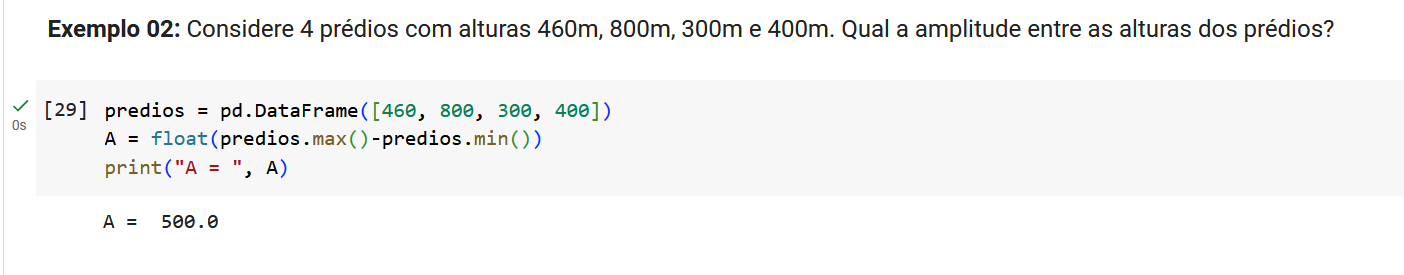 Exemplo 02: Considere 4 prédios com alturas 460m, 800m, 300m e 400m. Qual a amplitude entre as alturas dos prédios?
[29] predios = pd.DataFrame([460, 800, 300, 400])
0s
A = float(predios.max()-predios.min())
print("A = ", A)
A =  500.0